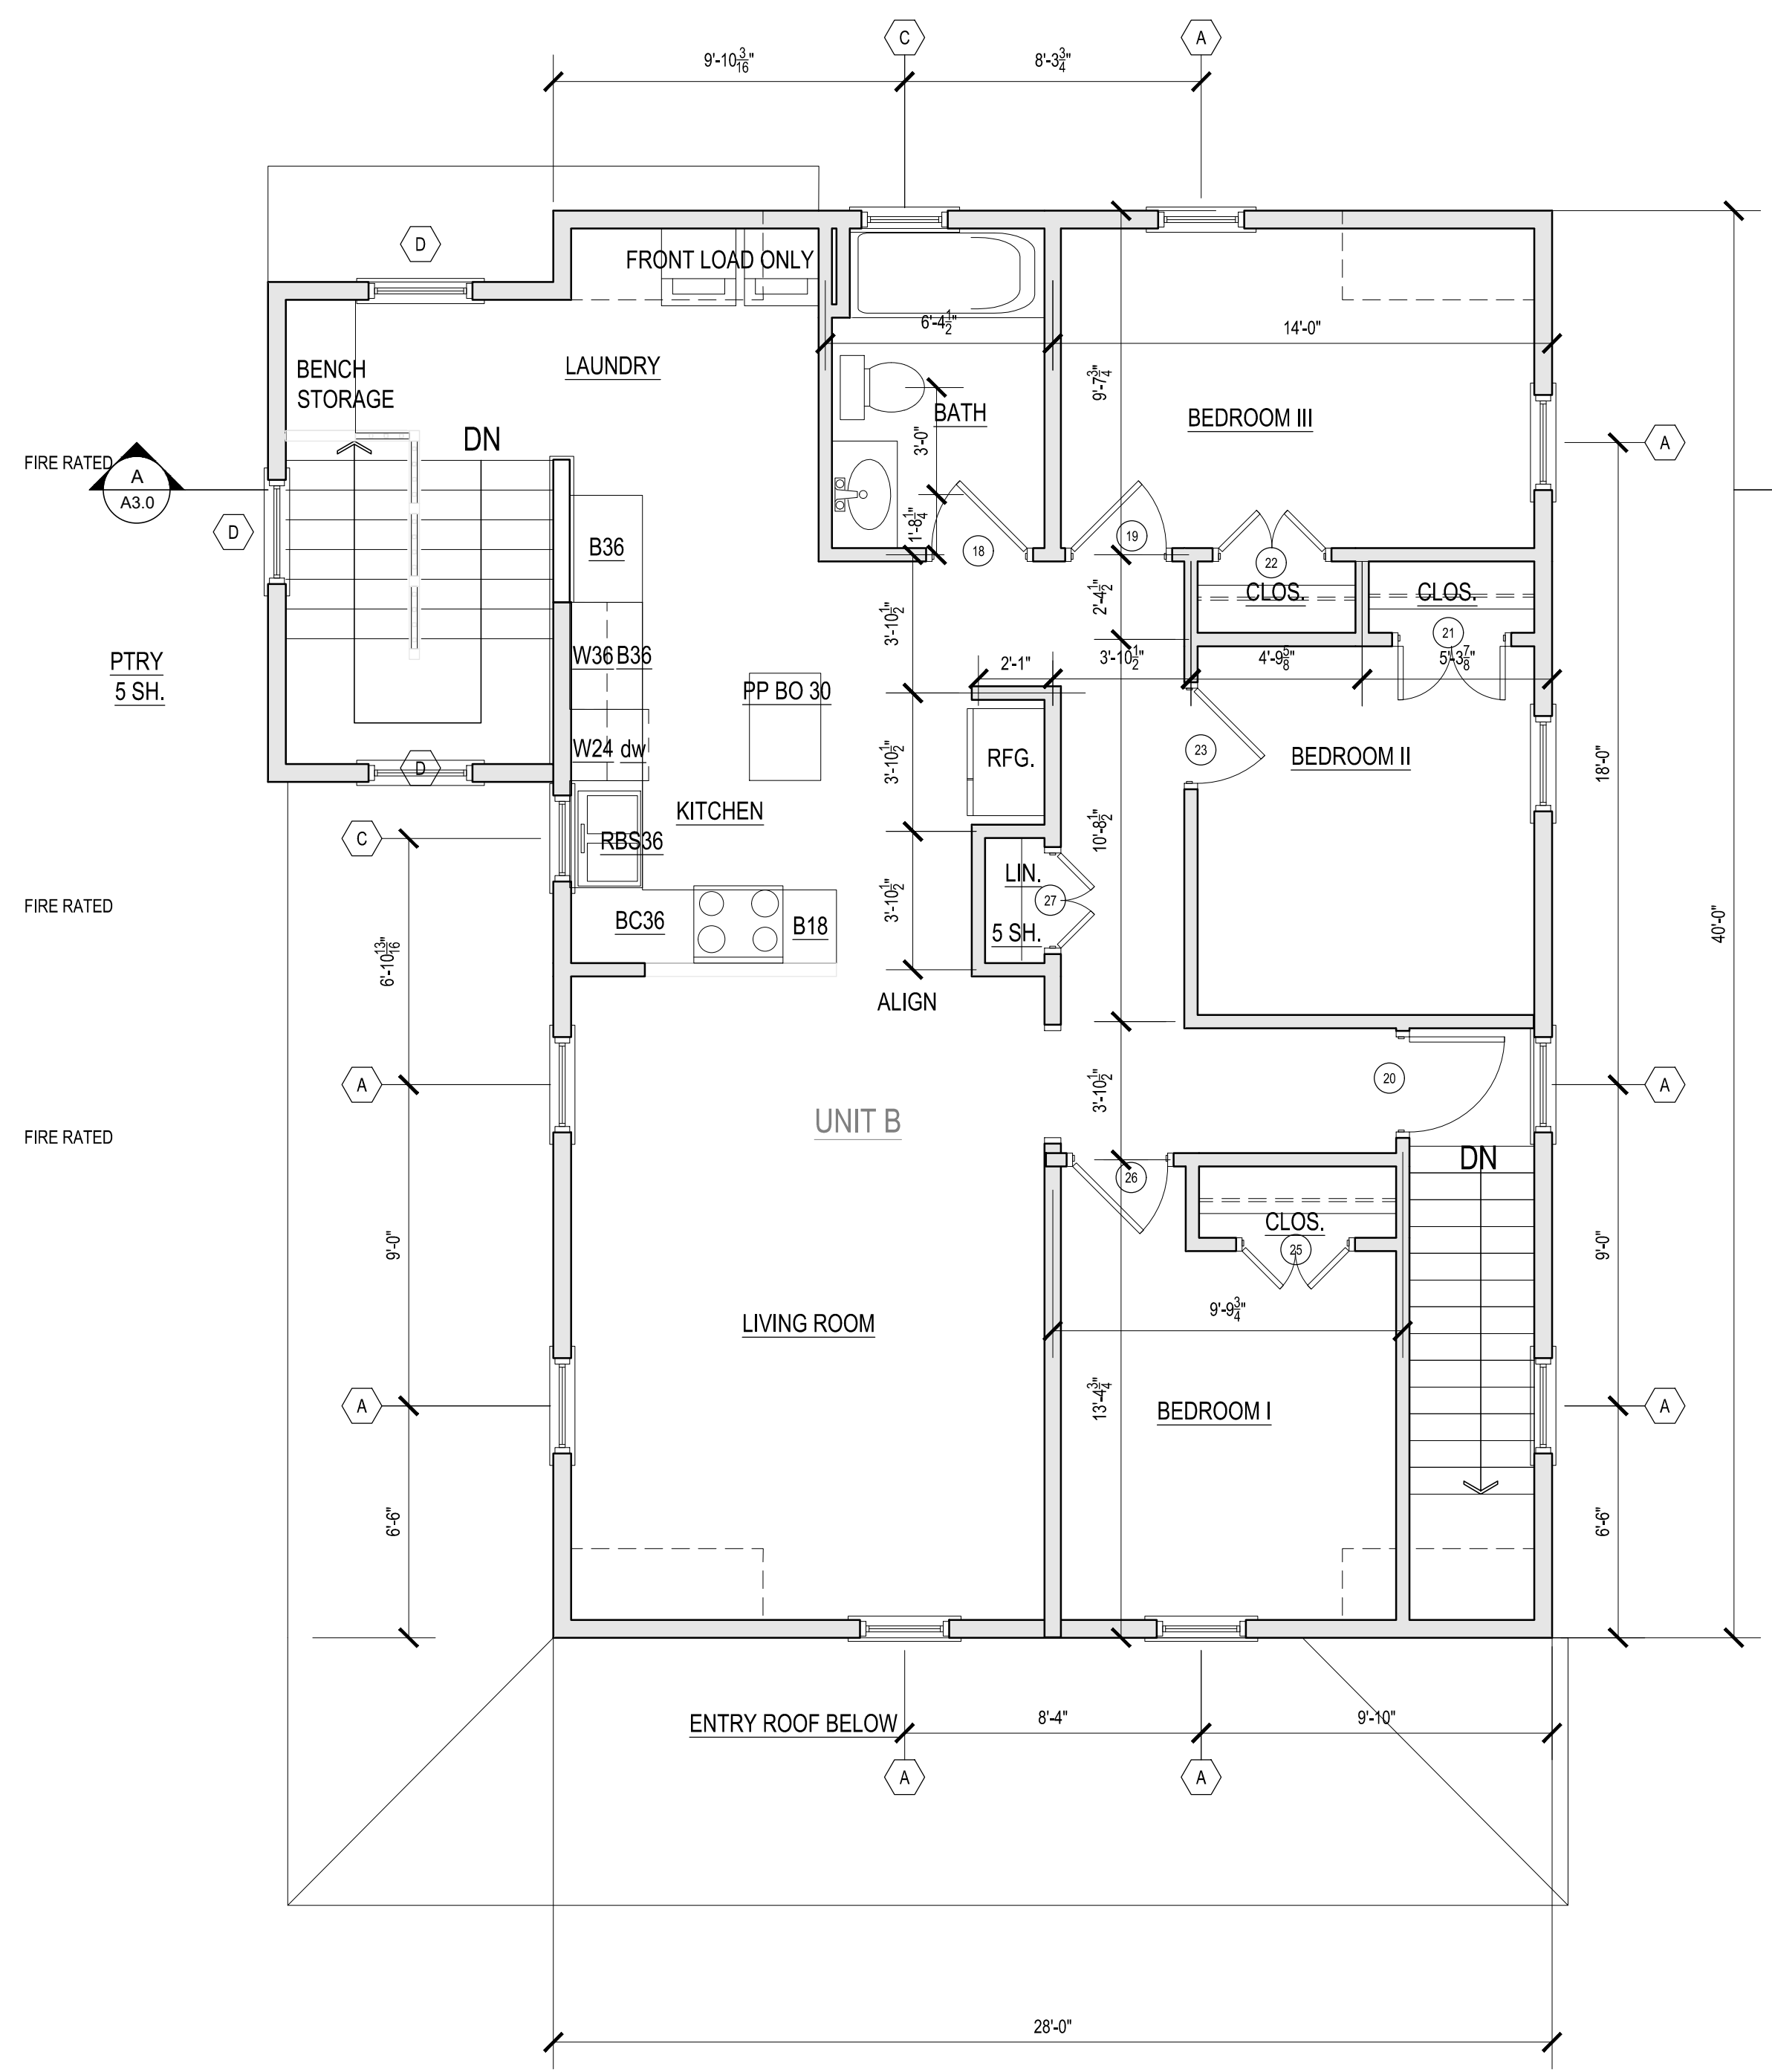 C
A
9'-10 3/16"
8'-3 3/4"
D
FRONT LOAD ONLY
6'-4 1/2"
14'-0"
LAUNDRY
BENCH
STORAGE
9'-7 3/4"
BATH
BEDROOM III
DN
3'-0"
A
FIRE RATED
A
A3.0
D
1'-8 1/4"
18
19
22
B36
CLOS.
CLOS.
2'-4 1/2"
3'-10 1/2"
21
W36 B36
PTRY
5 SH.
2'-1"
3'-10 1/2"
4'-9 5/8"
5'-3 7/8"
PP BO 30
23
W24 dw
RFG.
BEDROOM II
D
3'-10 1/2"
18'-0"
KITCHEN
C
RBS36
10'-8 1/2"
LIN.
27
FIRE RATED
BC36
B18
3'-10 1/2"
5 SH.
40'-0"
6'-10 13/16"
ALIGN
A
20
A
3'-10 1/2"
UNIT B
FIRE RATED
DN
26
CLOS.
25
9'-0"
9'-0"
9'-9 3/4"
LIVING ROOM
13'-4 3/4"
A
BEDROOM I
A
6'-6"
6'-6"
ENTRY ROOF BELOW
8'-4"
9'-10"
A
A
28'-0"